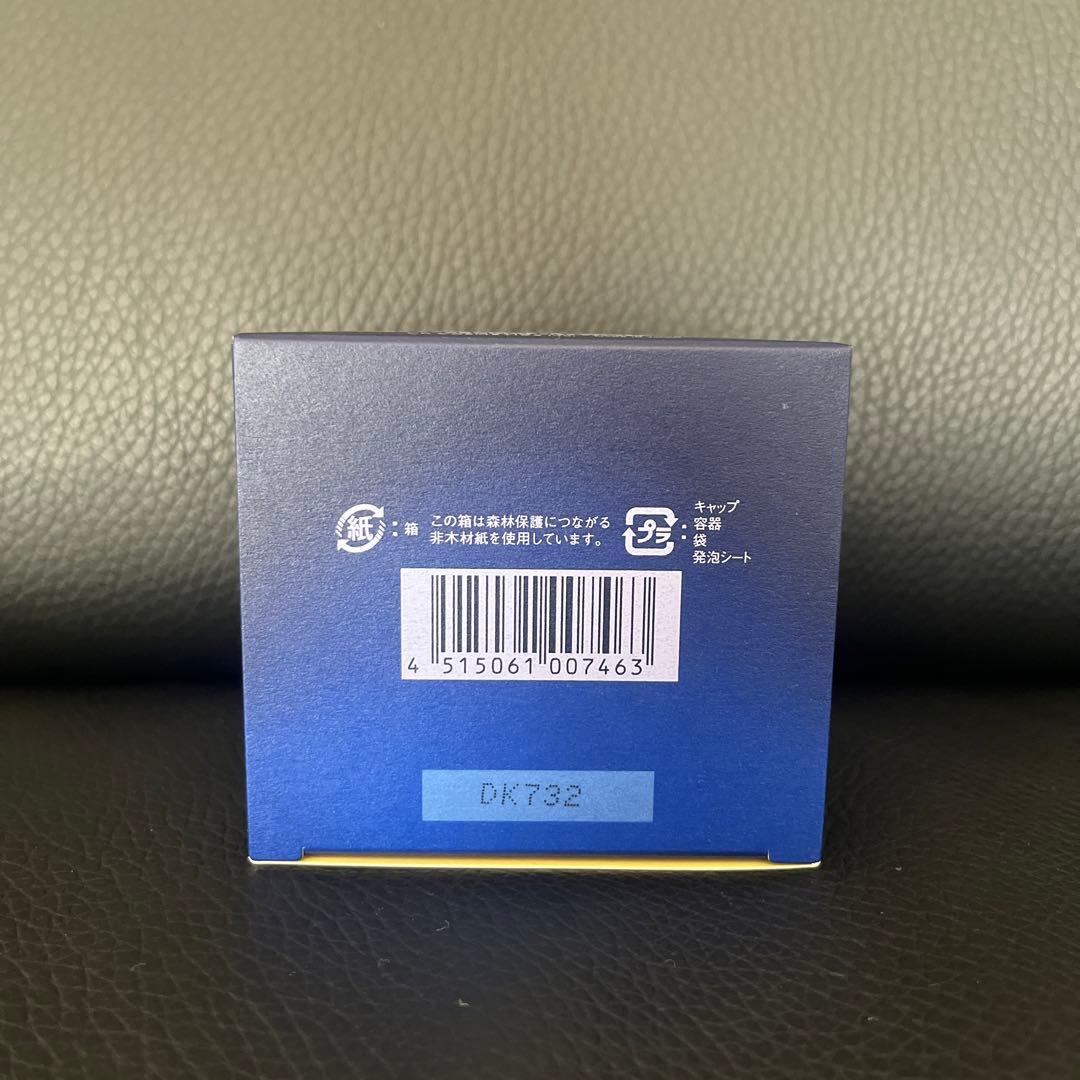 紙 : 箱
この箱は森林保護につながる
非木材紙を使用しています。
プラ : キャップ
容器
袋
発泡シート
4 515061 007463
DK732